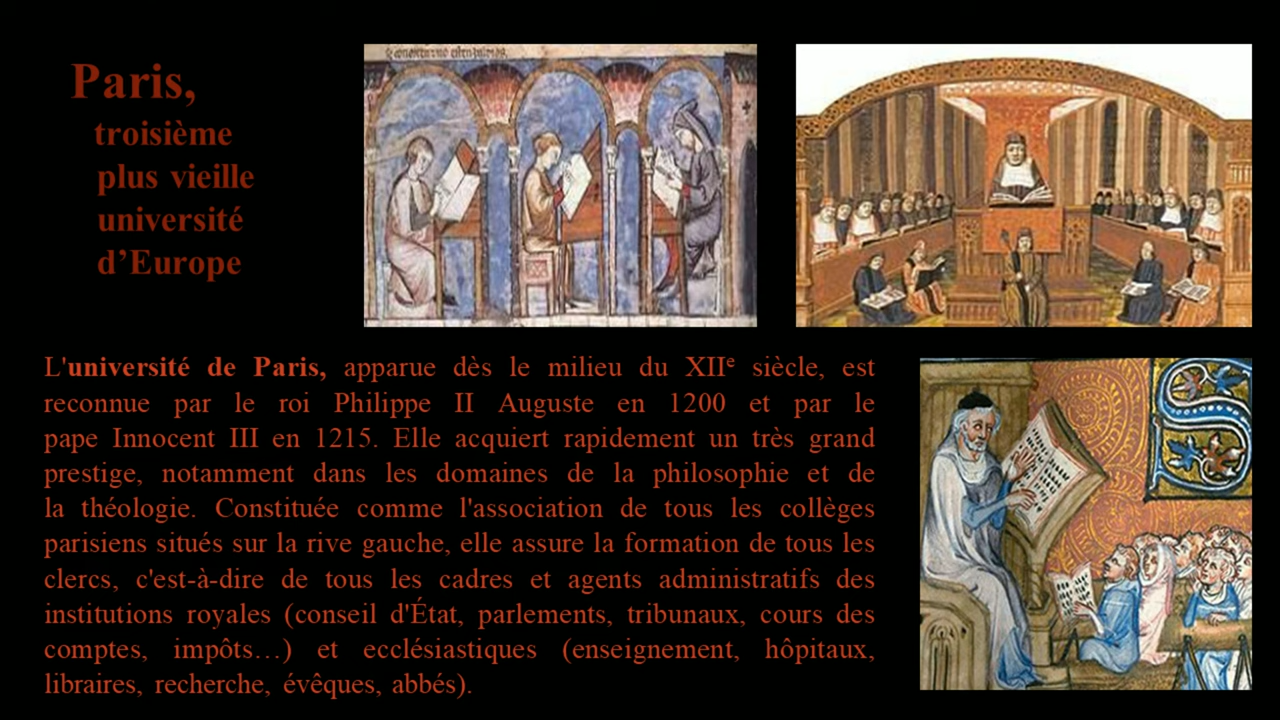 Paris,
troisième
plus vieille
université
d’Europe
L'université de Paris, apparue dès le milieu du XIIe siècle, est
reconnue par le roi Philippe II Auguste en 1200 et par le
pape Innocent III en 1215. Elle acquiert rapidement un très grand
prestige, notamment dans les domaines de la philosophie et de
la théologie. Constituée comme l'association de tous les collèges
parisiens situés sur la rive gauche, elle assure la formation de tous les
clercs, c'est-à-dire de tous les cadres et agents administratifs des
institutions royales (conseil d'État, parlements, tribunaux, cours des
comptes, impôts…) et ecclésiastiques (enseignement, hôpitaux,
libraires, recherche, évêques, abbés).